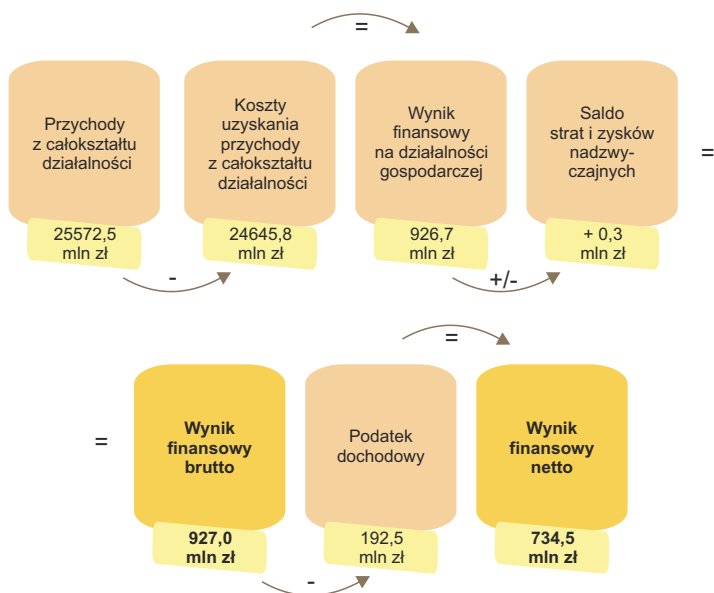 =
Przychody
z całokształtu
działalności
25572,5
mln zł
-
Koszty
uzyskania
przychody
z całokształtu
działalności
24645,8
mln zł
Wynik
finansowy
na działalności
gospodarczej
926,7
mln zł
+/-
Saldo
strat i zysków
nadzwy-
czajnych
+ 0,3
mln zł
=
=
=
Wynik
finansowy
brutto
927,0
mln zł
-
Podatek
dochodowy
192,5
mln zł
Wynik
finansowy
netto
734,5
mln zł